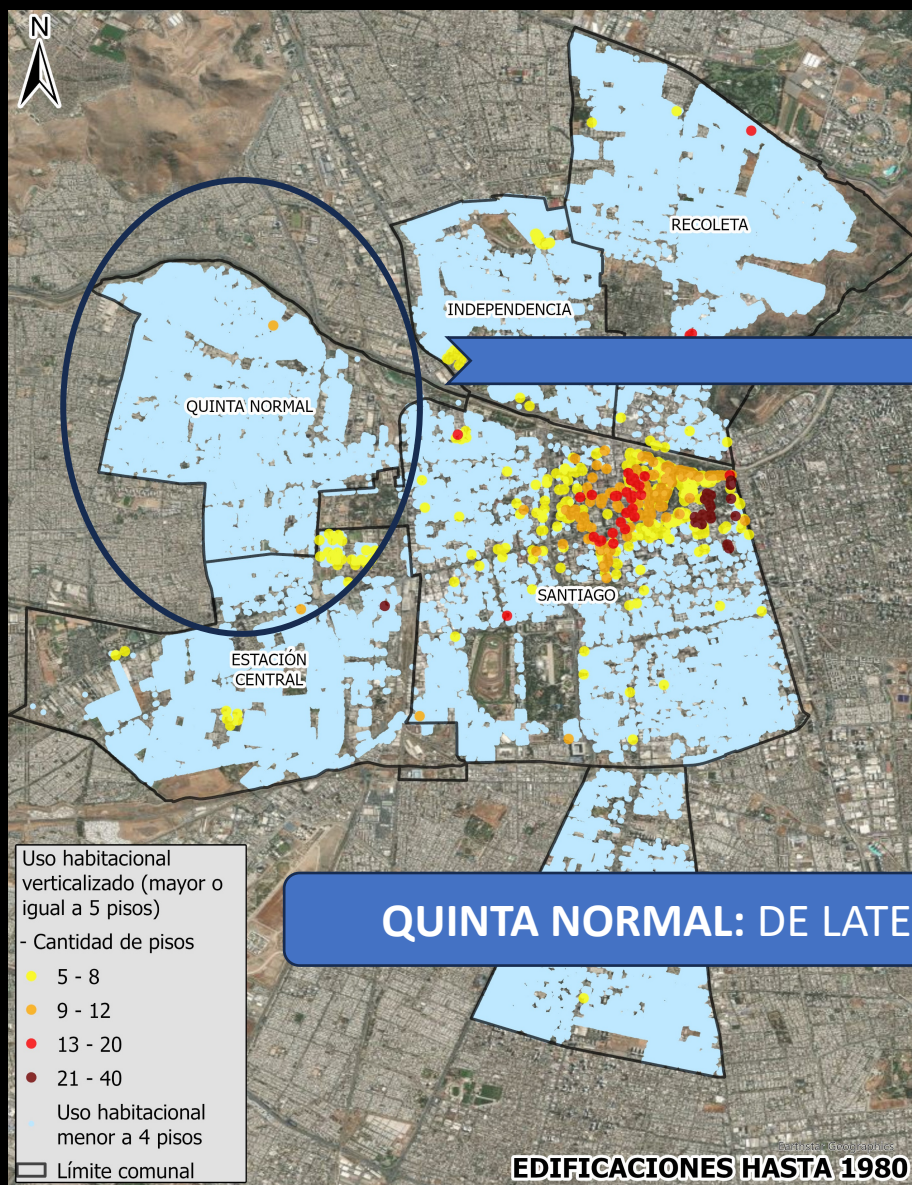 N
RECOLETA
INDEPENDENCIA
QUINTA NORMAL
SANTIAGO
ESTACIÓN
CENTRAL
Uso habitacional
verticalizado (mayor o
igual a 5 pisos)
- Cantidad de pisos
5 - 8
9 - 12
13 - 20
21 - 40
Uso habitacional
menor a 4 pisos
Límite comunal
QUINTA NORMAL: DE LATE
EDIFICACIONES HASTA 1980